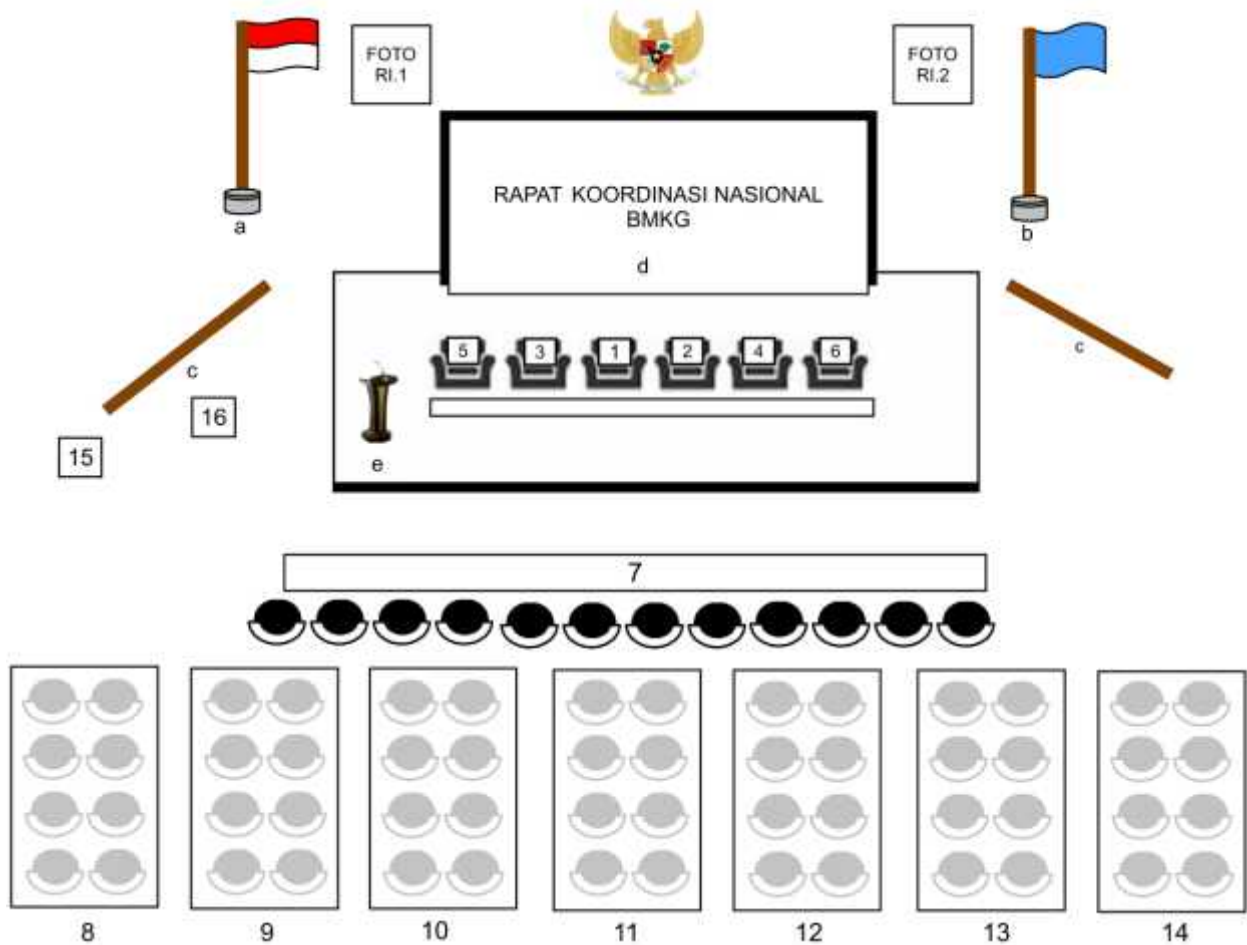 FOTO
RI.1
FOTO
RI.2
RAPAT KOORDINASI NASIONAL
BMKG
a
b
d
c
c
5 3 1 2 4 6
16
15
e
7
8 9 10 11 12 13 14